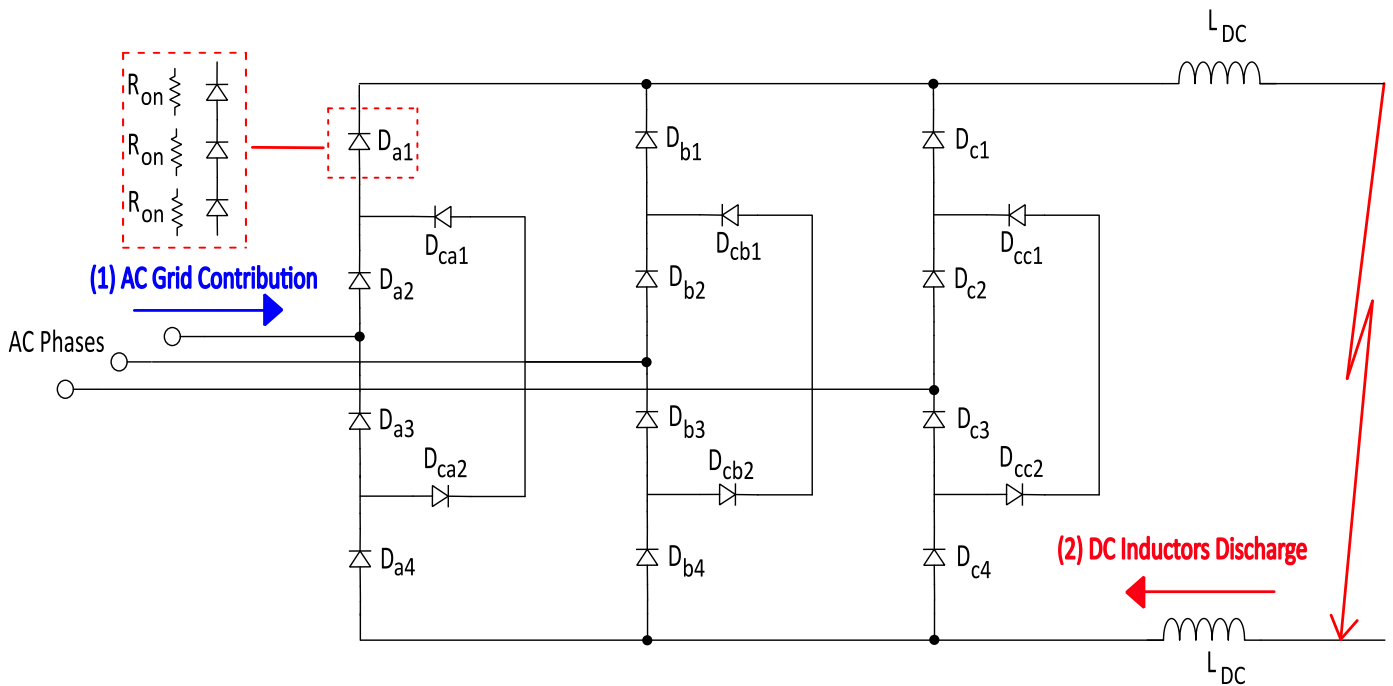 L DC
R on
R on
R on
D a1
D b1
D c1
D ca1
D cb1
D cc1
(1) AC Grid Contribution
D a2
D b2
D c2
AC Phases
D a3
D b3
D c3
D ca2
D cb2
D cc2
(2) DC Inductors Discharge
D a4
D b4
D c4
L DC